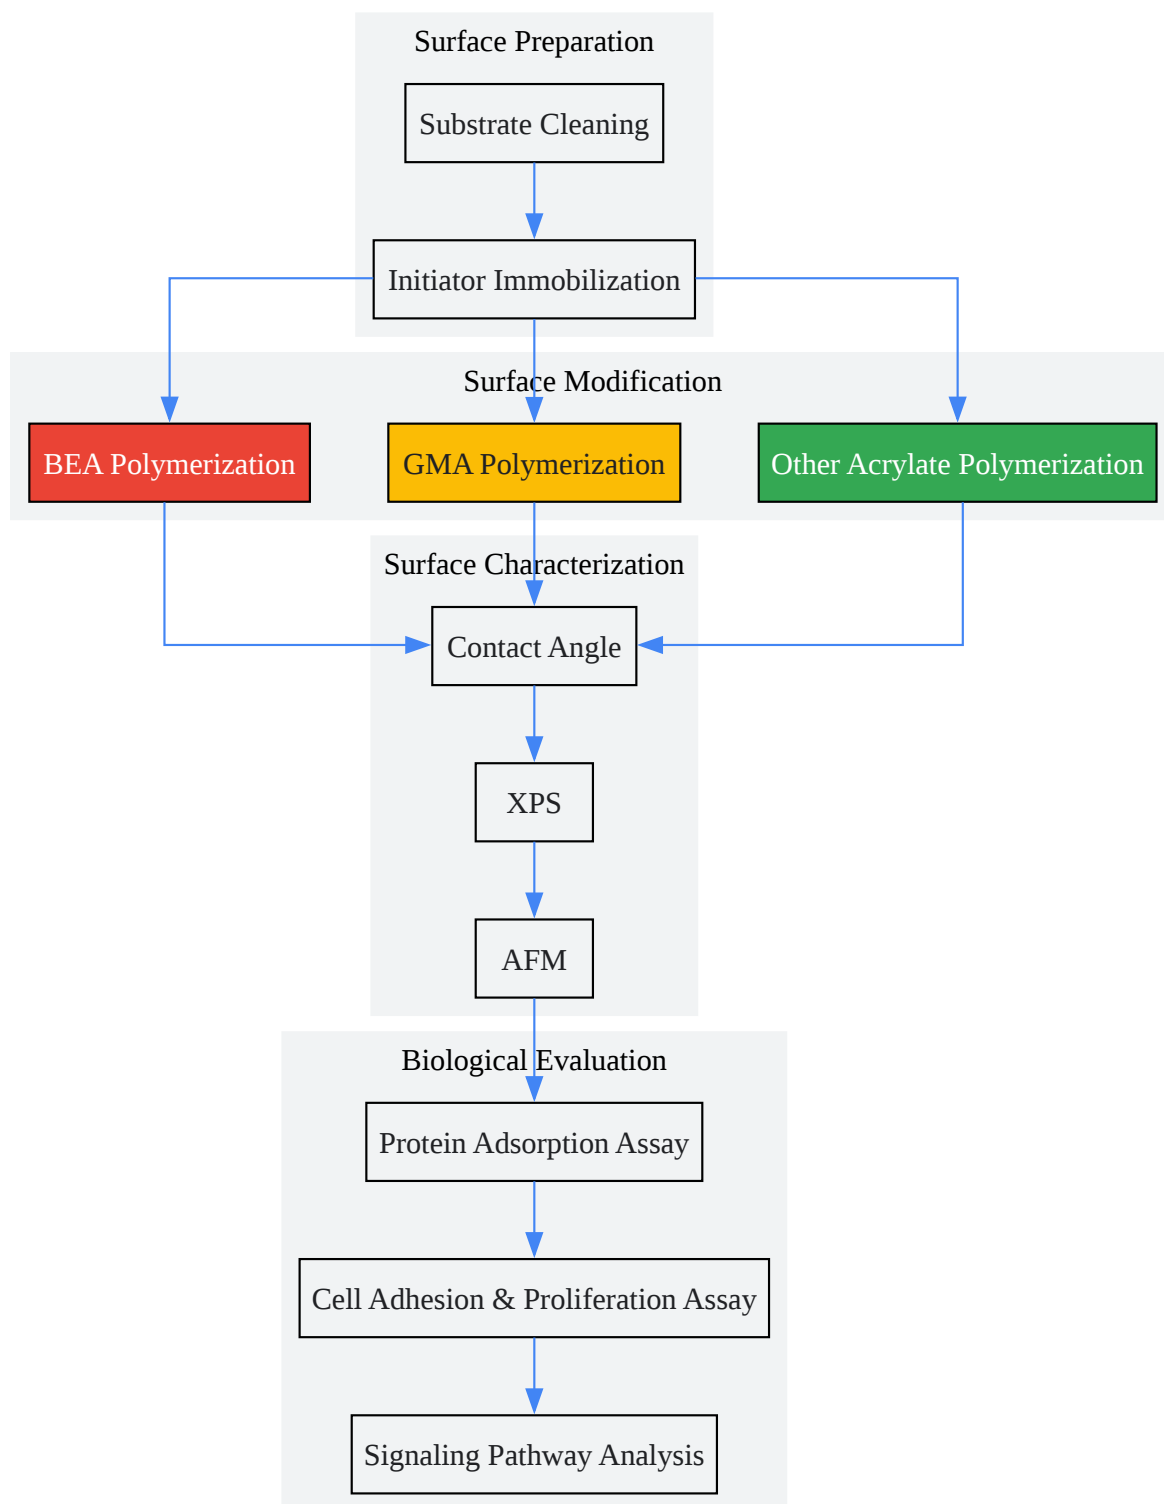 Surface Preparation
Substrate Cleaning
Initiator Immobilization
Surface Modification
BEA Polymerization
GMA Polymerization
Other Acrylate Polymerization
Surface Characterization
Contact Angle
XPS
AFM
Biological Evaluation
Protein Adsorption Assay
Cell Adhesion & Proliferation Assay
Signaling Pathway Analysis